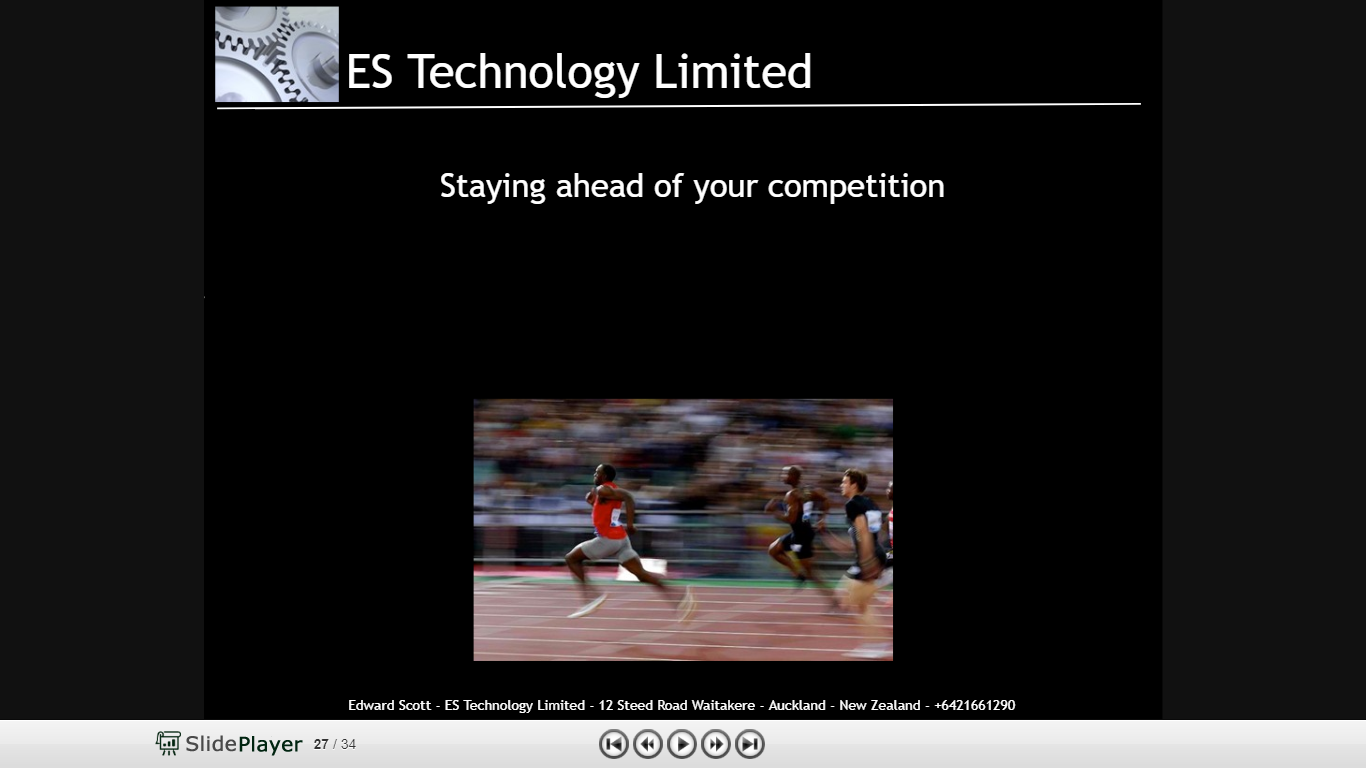 ES Technology Limited
Staying ahead of your competition
Edward Scott - ES Technology Limited - 12 Steed Road Waitakere - Auckland - New Zealand - +6421661290
SlidePlayer 27 / 34